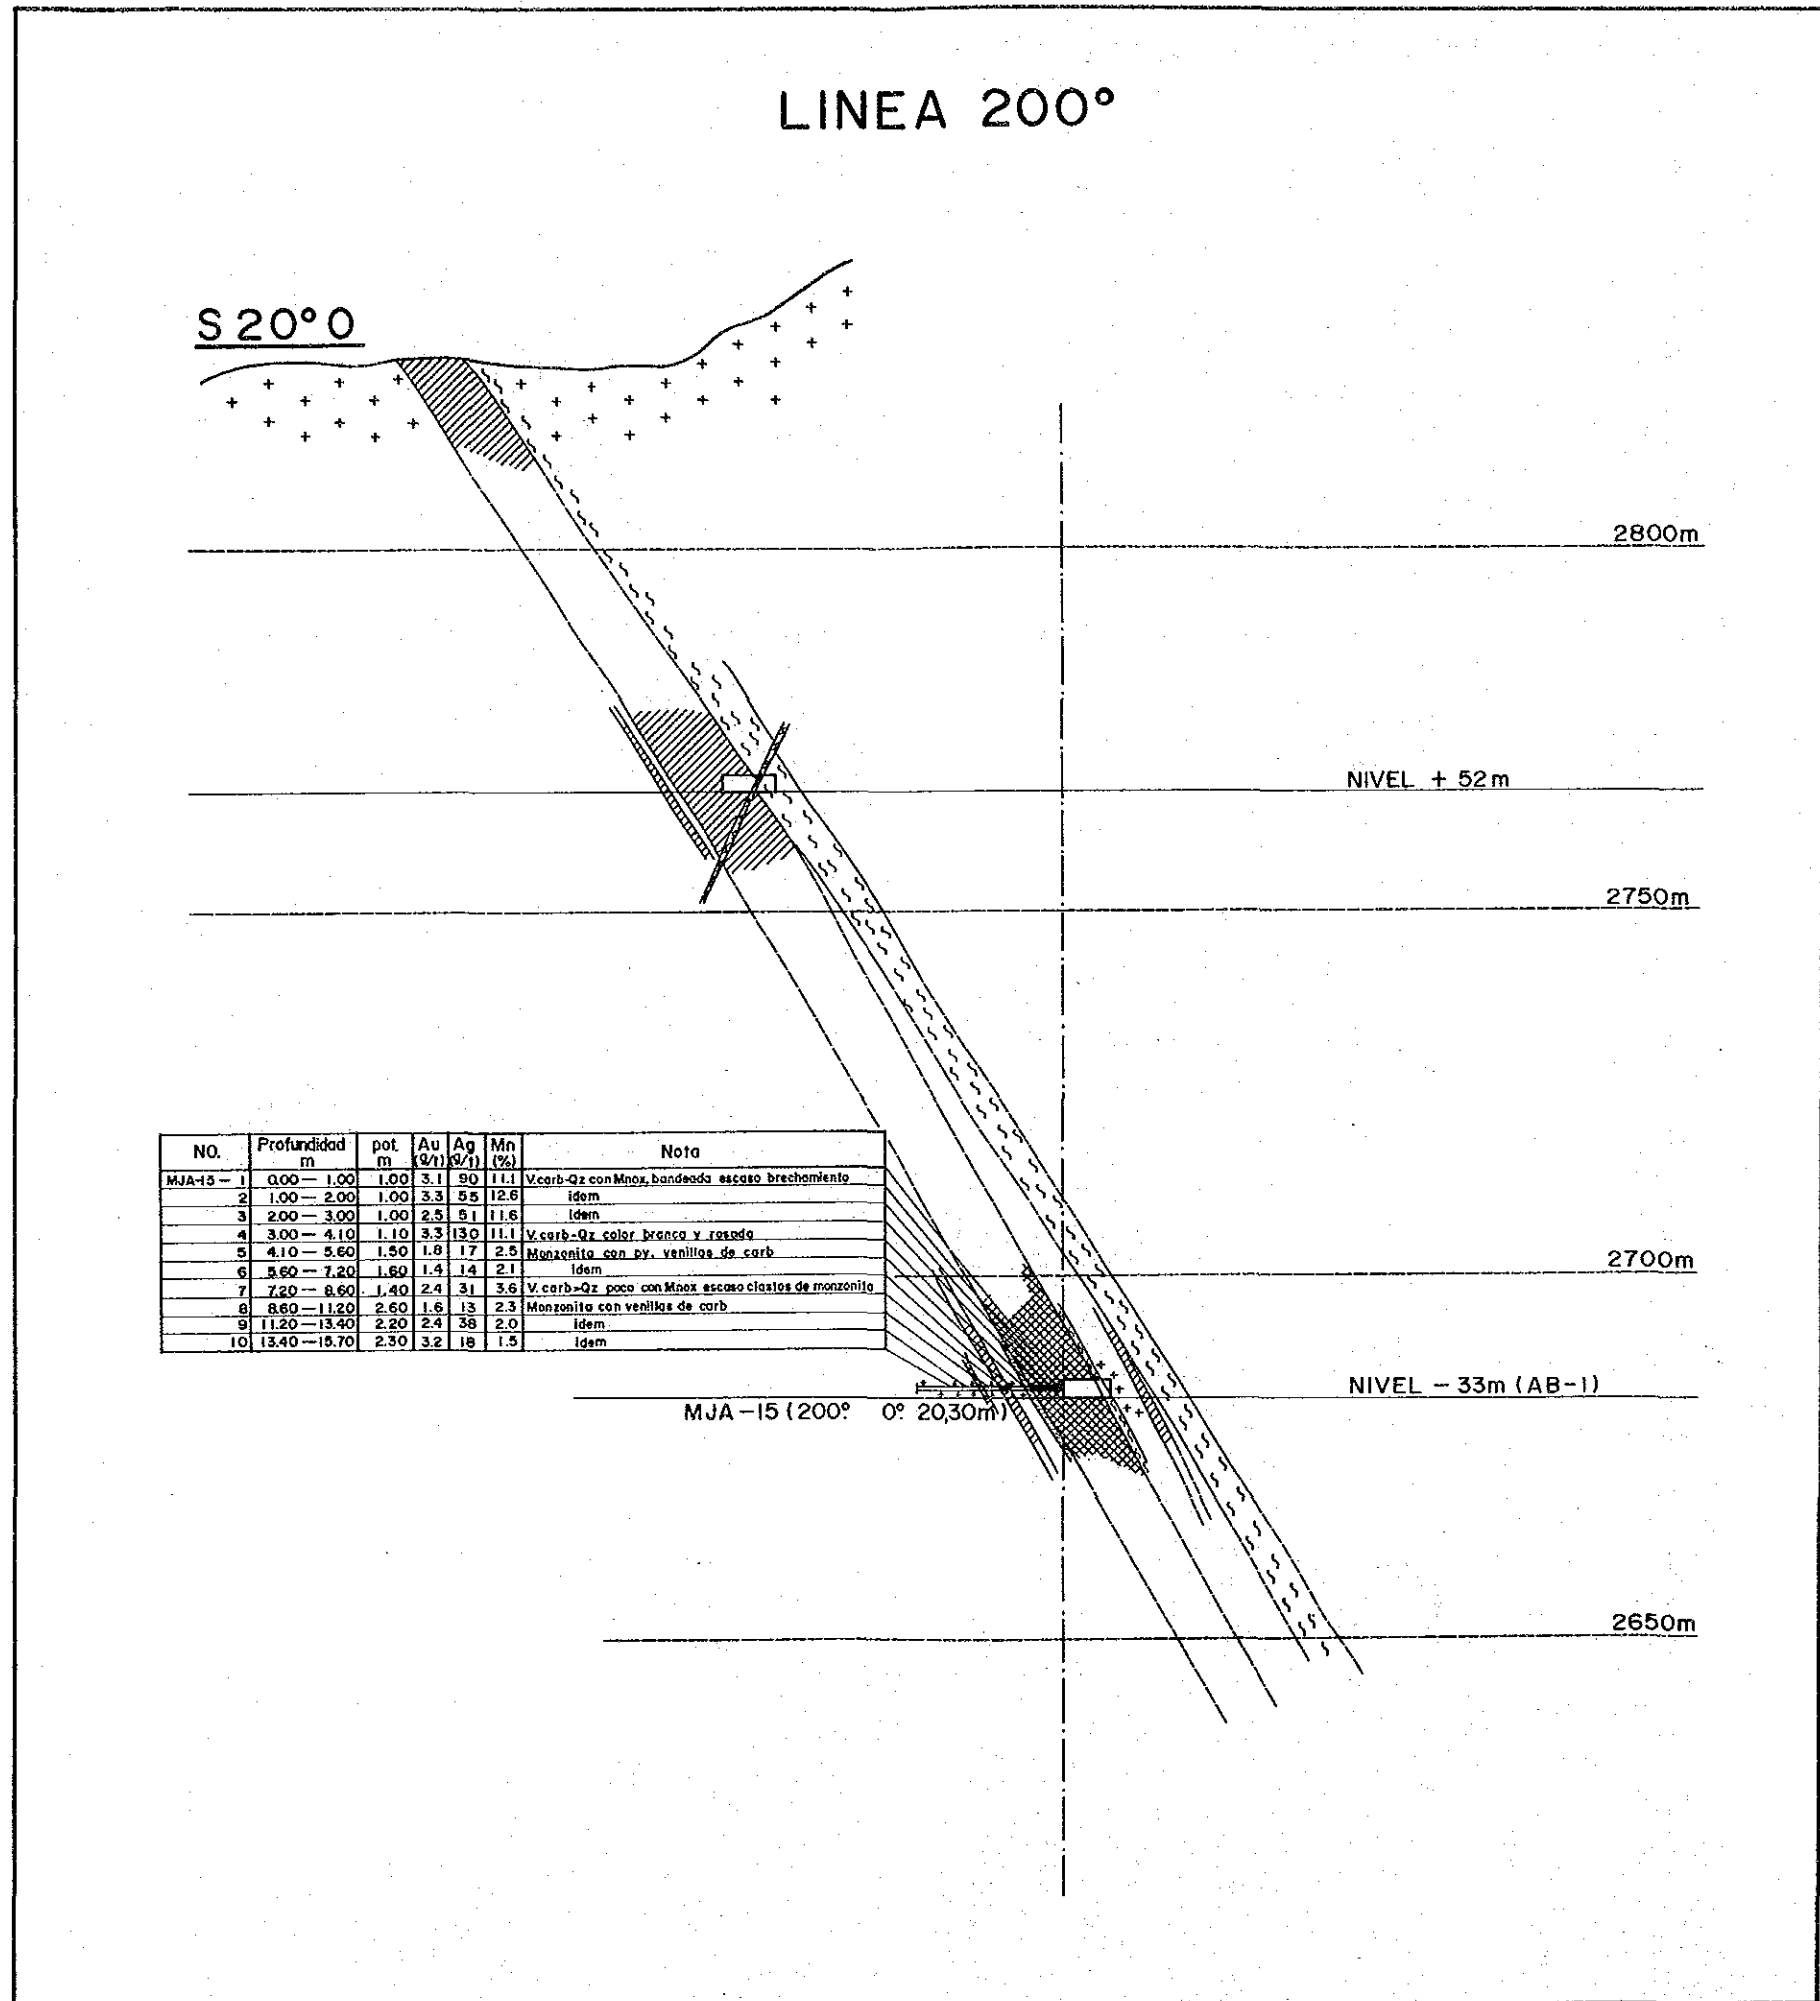 LINEA 200°
S 20° O
2800m
NIVEL + 52m
2750m
NO. Profundidad m pot. m Au (g/t) Ag (g/t) Mn (%) Nota
MJA-15 — 1 0.00 — 1.00 1.00 3.1 90 11.1 V.carb-Qz con Mnox, bandeada escaso brechamiento
2 1.00 — 2.00 1.00 3.3 55 12.6 idem
3 2.00 — 3.00 1.00 2.5 51 11.6 idem
4 3.00 — 4.10 1.10 3.3 130 11.1 V.carb-Qz color branca y rosada
5 4.10 — 5.60 1.50 1.8 17 2.5 Monzonita con py. venillas de carb
6 5.60 — 7.20 1.60 1.4 14 2.1 idem
7 7.20 — 8.60 1.40 2.4 31 3.6 V. carb>Qz poco con Mnox escaso clastos de monzonita
8 8.60 — 11.20 2.60 1.6 13 2.3 Monzonita con venillas de carb
9 11.20 — 13.40 2.20 2.4 38 2.0 idem
10 13.40 — 15.70 2.30 3.2 18 1.5 idem
2700m
NIVEL — 33m (AB-1)
MJA-15 (200° 0° 20,30m)
2650m